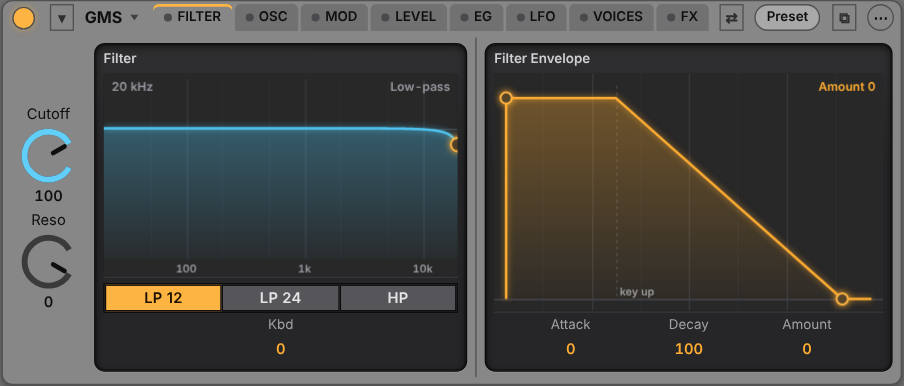 GMS FILTER OSC MOD LEVEL EG LFO VOICES FX Preset
Filter
20 kHz Low-pass
100 1k 10k
LP 12 LP 24 HP
Kbd
0
Cutoff
100
Reso
0
Filter Envelope
Amount 0
key up
Attack Decay Amount
0 100 0